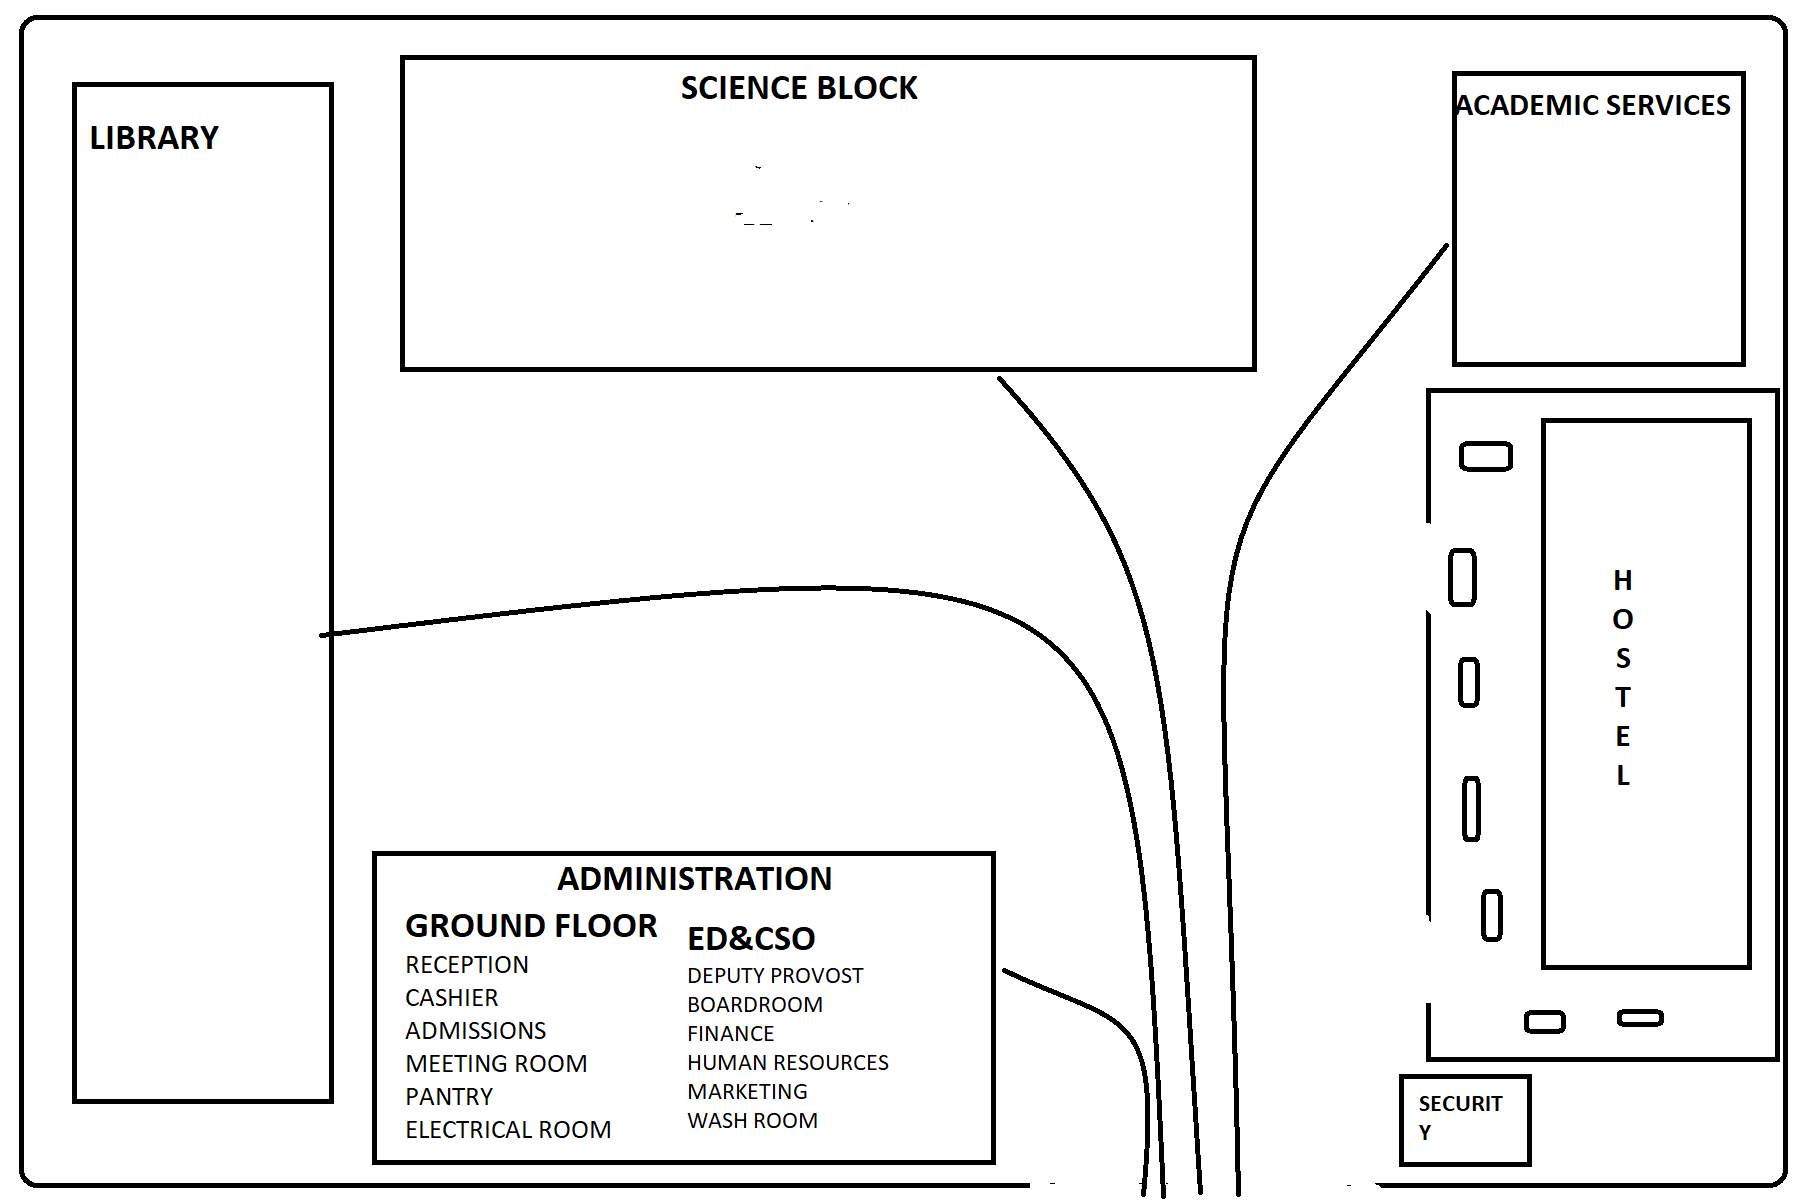 SCIENCE BLOCK
ACADEMIC SERVICES
LIBRARY
H
O
S
T
E
L
ADMINISTRATION
GROUND FLOOR
RECEPTION
CASHIER
ADMISSIONS
MEETING ROOM
PANTRY
ELECTRICAL ROOM
ED&CSO
DEPUTY PROVOST
BOARDROOM
FINANCE
HUMAN RESOURCES
MARKETING
WASH ROOM
SECURIT
Y